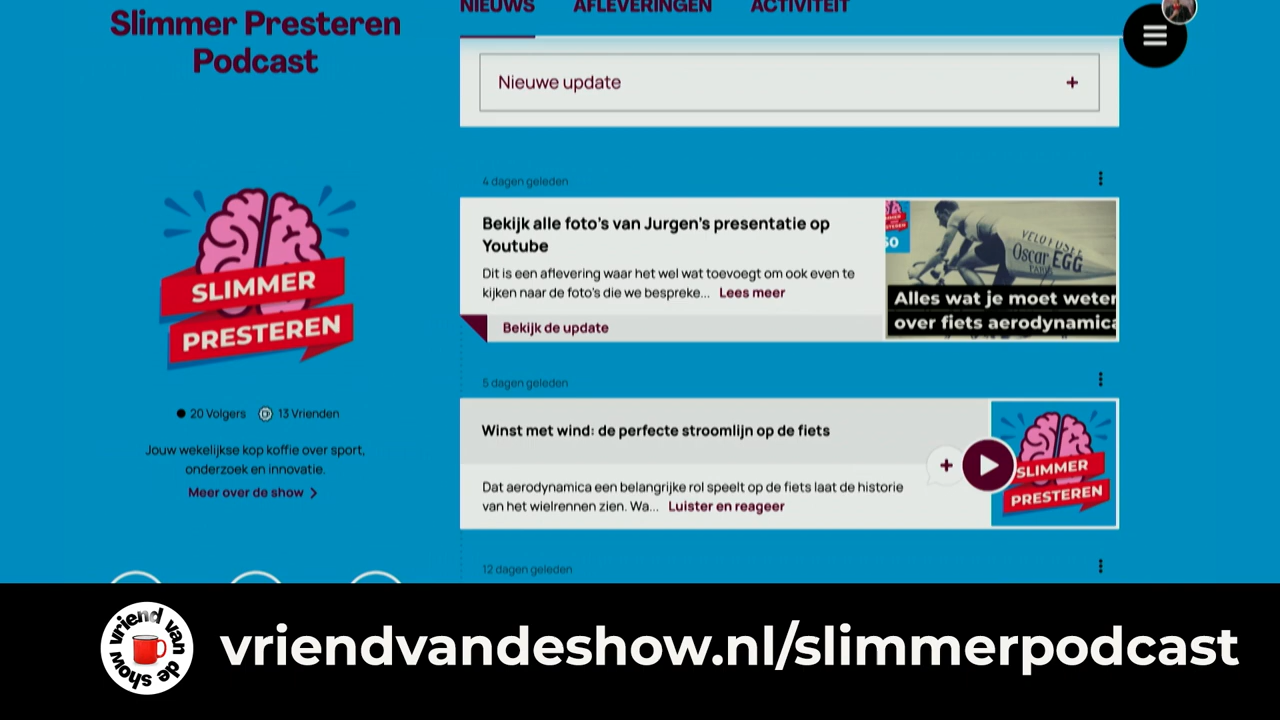 Slimmer Presteren
Podcast
NIEUWS AFLEVERINGEN ACTIVITEIT
Nieuwe update +
4 dagen geleden
Bekijk alle foto's van Jurgen's presentatie op
Youtube
Dit is een aflevering waar het wel wat toevoegt om ook even te
kijken naar de foto's die we bespreke... Lees meer
Bekijk de update
50
VELO FUSEE
Oscar EGG
PARIS
Alles wat je moet weten
over fiets aerodynamica
SLIMMER
PRESTEREN
20 Volgers 13 Vrienden
Jouw wekelijkse kop koffie over sport,
onderzoek en innovatie.
Meer over de show
5 dagen geleden
Winst met wind: de perfecte stroomlijn op de fiets
Dat aerodynamica een belangrijke rol speelt op de fiets laat de historie
van het wielrennen zien. Wa... Luister en reageer
+
SLIMMER
PRESTEREN
12 dagen geleden
vriend van de show
vriendvandeshow.nl/slimmerpodcast